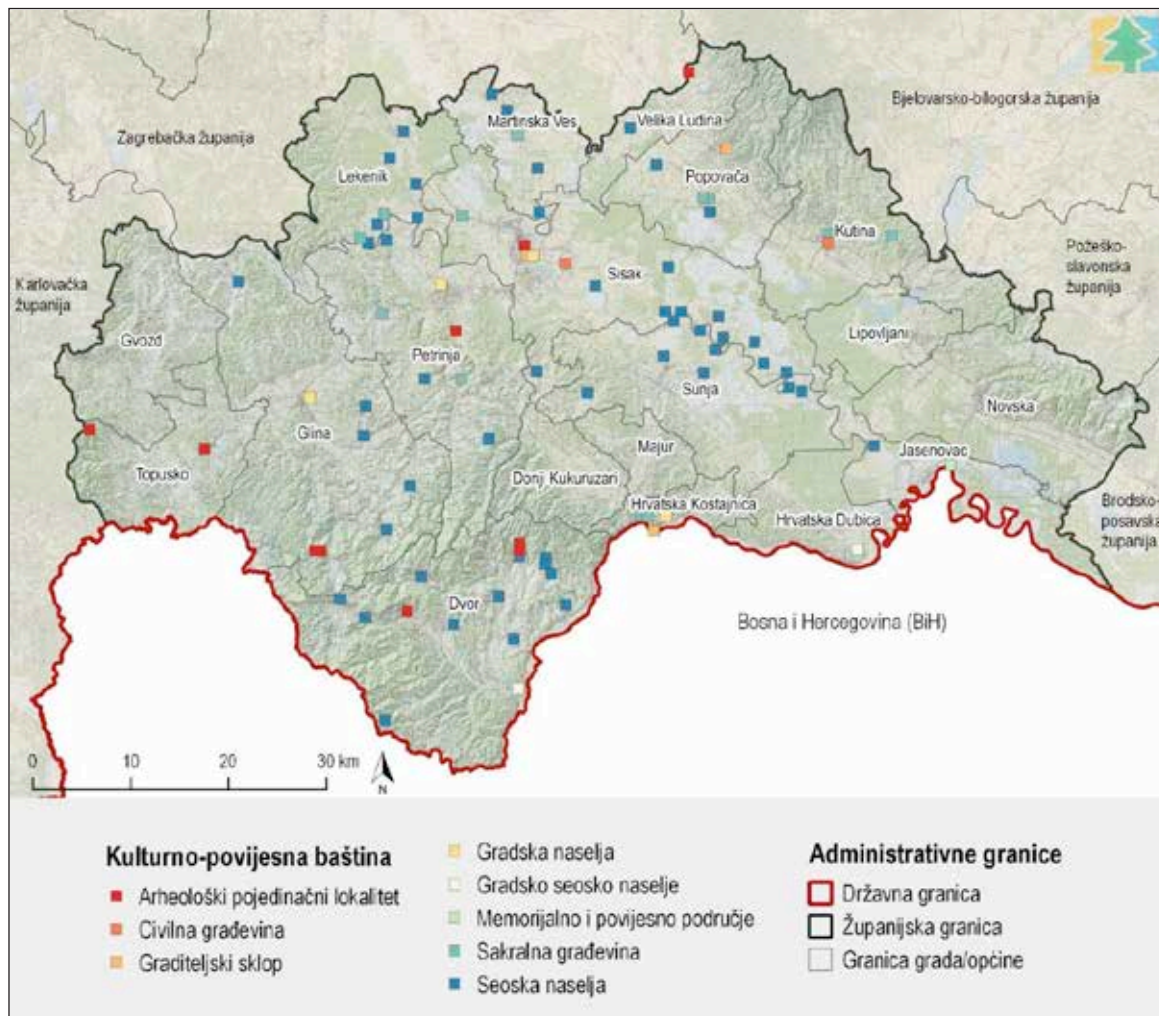 Bjelovarsko-bilogorska županija
Zagrebačka županija
Martinska Ves
Velika Ludina
Lekenik
Popovača
Kutina
Požeško-
slavonska
županija
Karlovačka
županija
Sisak
Gvozd
Lipovljani
Petrinja
Sunja
Novska
Glina
Majur
Jasenovac
Topusko
Donji Kukuruzari
Hrvatska Kostajnica
Hrvatska Dubica
Brodsko-
posavska
županija
Dvor
Bosna i Hercegovina (BiH)
0 10 20 30 km
N
Kulturno-povijesna baština
Arheološki pojedinačni lokalitet
Civilna građevina
Graditeljski sklop
Gradska naselja
Gradsko seosko naselje
Memorijalno i povijesno područje
Sakralna građevina
Seoska naselja
Administrativne granice
Državna granica
Županijska granica
Granica grada/općine